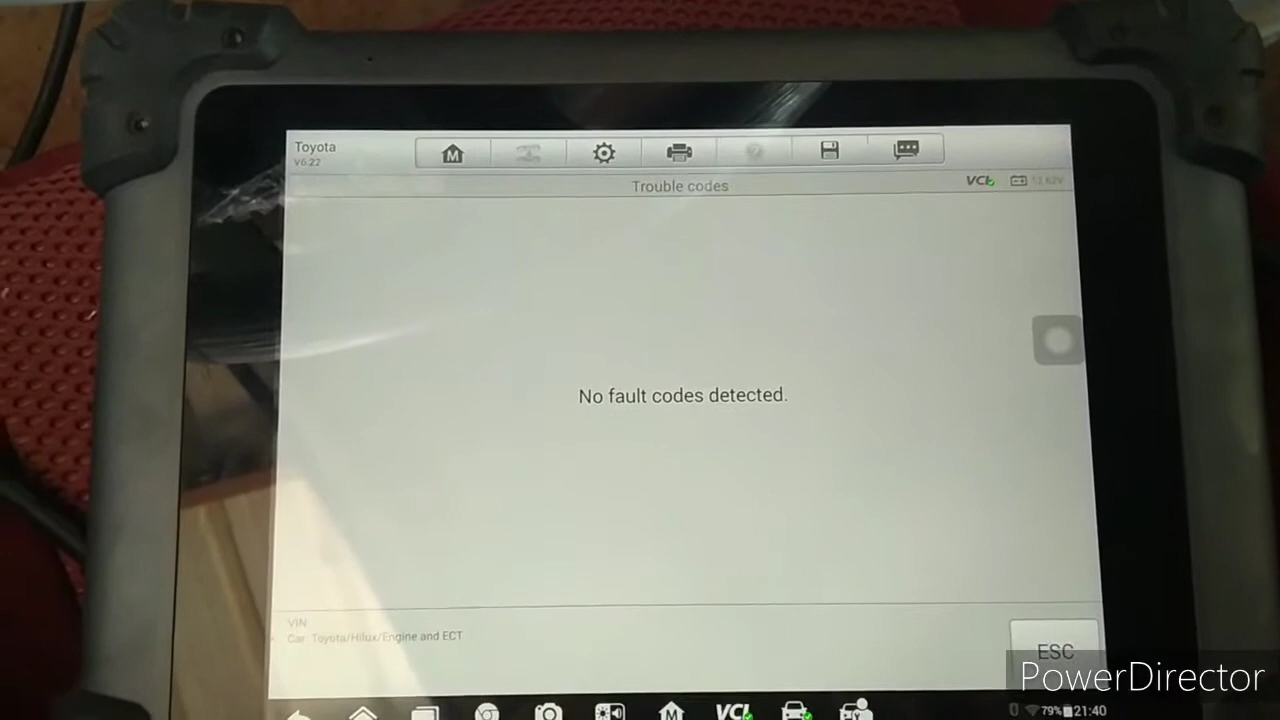 Toyota
V6.22
M
Trouble codes
VCI
No fault codes detected.
VIN
Car: Toyota/Hilux/Engine and ECT
ESC
PowerDirector
M
VCI
79%
21:40